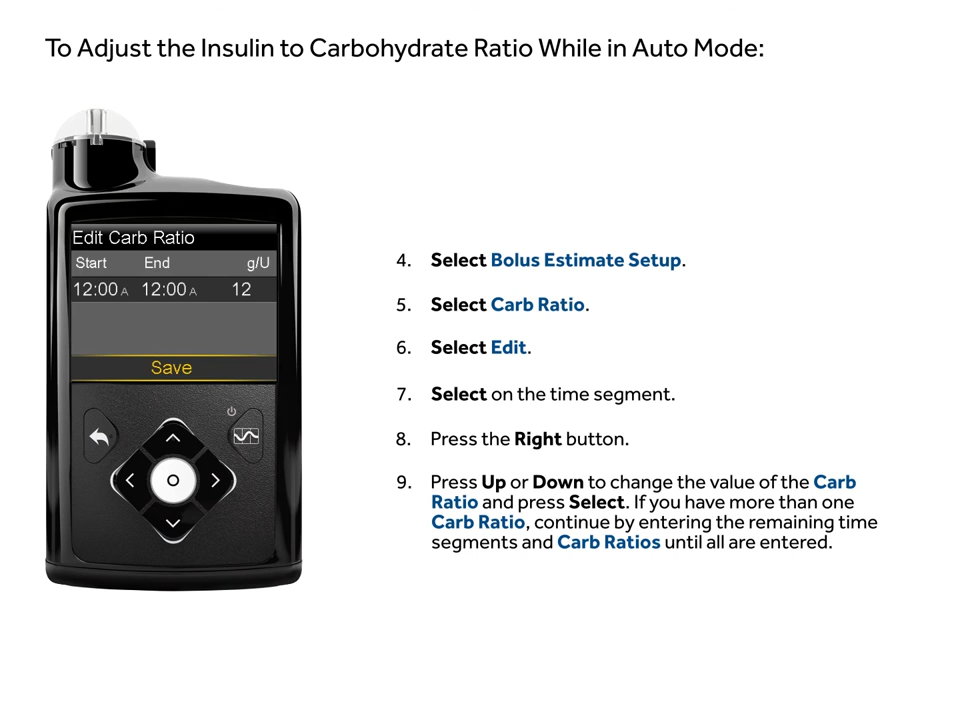 To Adjust the Insulin to Carbohydrate Ratio While in Auto Mode:
Edit Carb Ratio
Start End g/U
12:00 A 12:00 A 12
Save
4. Select Bolus Estimate Setup.
5. Select Carb Ratio.
6. Select Edit.
7. Select on the time segment.
8. Press the Right button.
9. Press Up or Down to change the value of the Carb
Ratio and press Select. If you have more than one
Carb Ratio, continue by entering the remaining time
segments and Carb Ratios until all are entered.